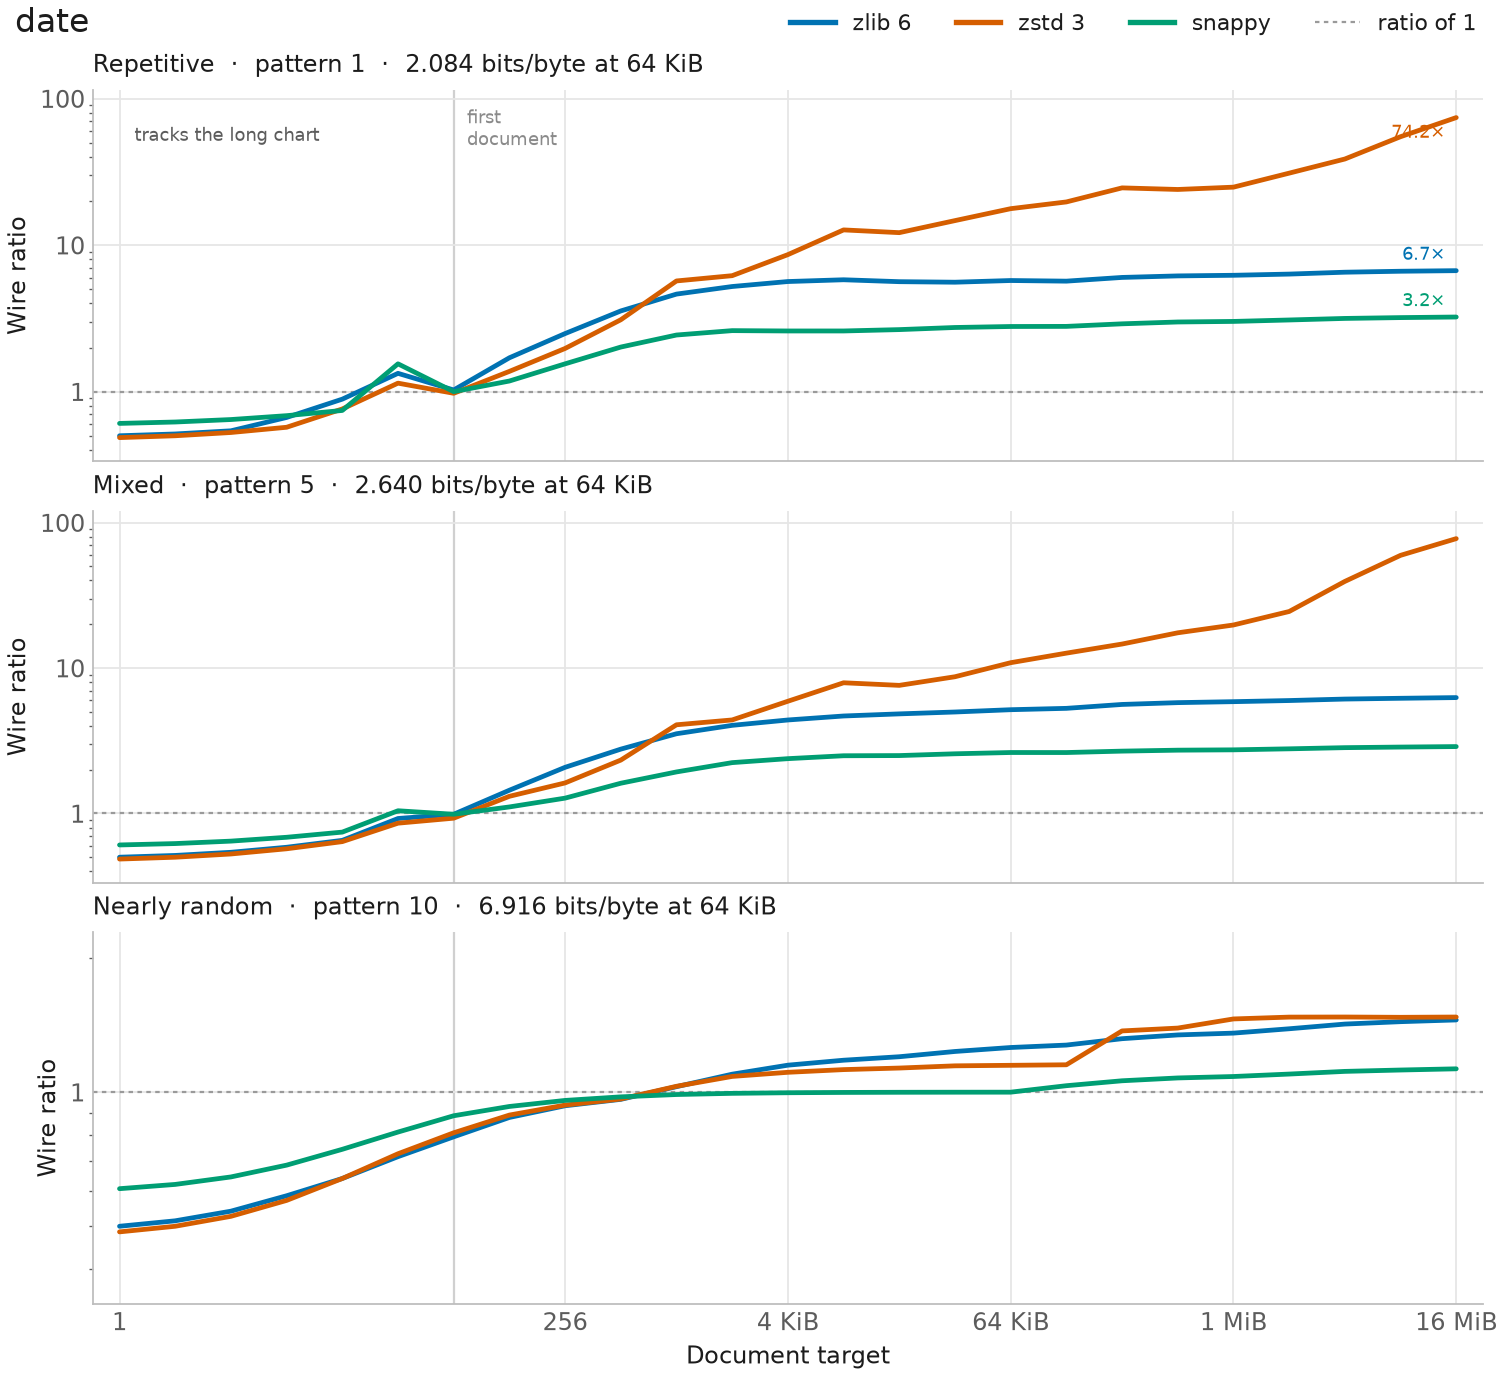 date
zlib 6
zstd 3
snappy
ratio of 1
Repetitive · pattern 1 · 2.084 bits/byte at 64 KiB
100
10
1
Wire ratio
tracks the long chart
first
document
74.2×
6.7×
3.2×
Mixed · pattern 5 · 2.640 bits/byte at 64 KiB
100
10
1
Wire ratio
Nearly random · pattern 10 · 6.916 bits/byte at 64 KiB
1
Wire ratio
1
256
4 KiB
64 KiB
1 MiB
16 MiB
Document target